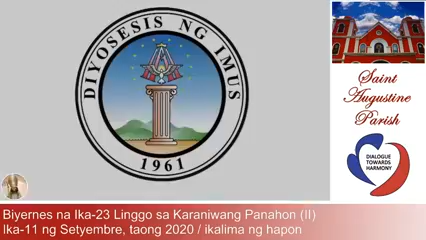 DIYOSESIS NG IMUS
1961
Saint
Augustine
Parish
DIALOGUE
TOWARDS
HARMONY
Biyernes na Ika-23 Linggo sa Karaniwang Panahon (II)
Ika-11 ng Setyembre, taong 2020 / ikalima ng hapon